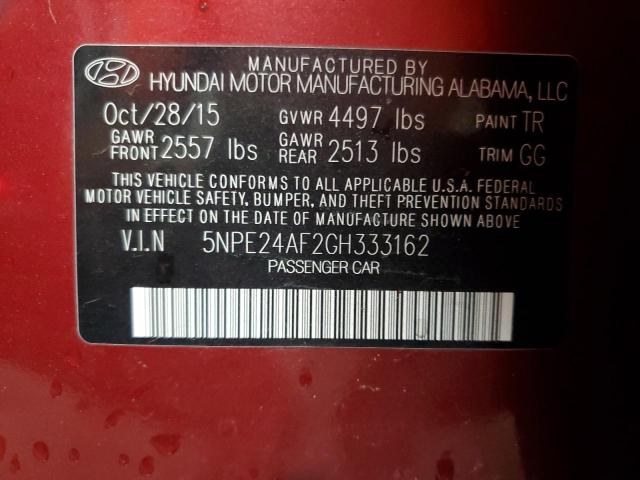 MANUFACTURED BY
HYUNDAI MOTOR MANUFACTURING ALABAMA, LLC
Oct/28/15 GVWR 4497 lbs PAINT TR
GAWR FRONT 2557 lbs GAWR REAR 2513 lbs TRIM GG
THIS VEHICLE CONFORMS TO ALL APPLICABLE U.S.A. FEDERAL
MOTOR VEHICLE SAFETY, BUMPER, AND THEFT PREVENTION STANDARDS
IN EFFECT ON THE DATE OF MANUFACTURE SHOWN ABOVE.
V.I.N 5NPE24AF2GH333162
PASSENGER CAR